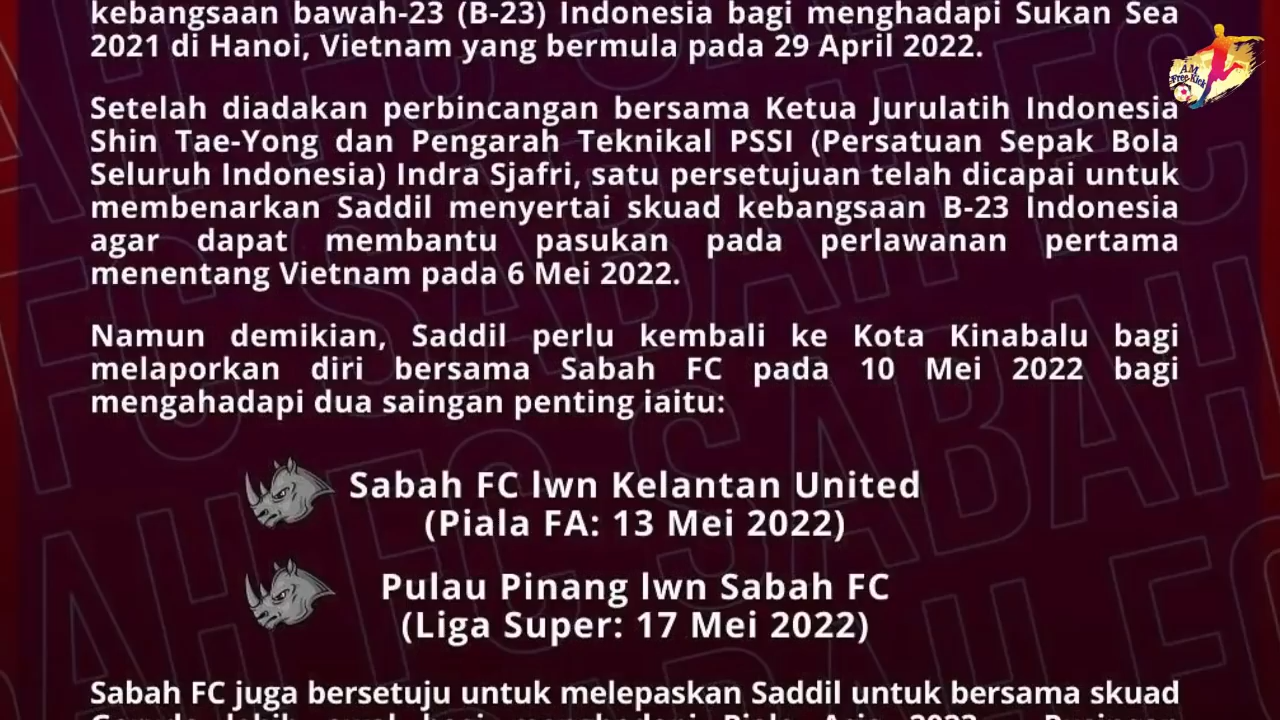 kebangsaan bawah-23 (B-23) Indonesia bagi menghadapi Sukan Sea
2021 di Hanoi, Vietnam yang bermula pada 29 April 2022.
AM
Free Kick
Setelah diadakan perbincangan bersama Ketua Jurulatih Indonesia
Shin Tae-Yong dan Pengarah Teknikal PSSI (Persatuan Sepak Bola
Seluruh Indonesia) Indra Sjafri, satu persetujuan telah dicapai untuk
membenarkan Saddil menyertai skuad kebangsaan B-23 Indonesia
agar dapat membantu pasukan pada perlawanan pertama
menentang Vietnam pada 6 Mei 2022.
Namun demikian, Saddil perlu kembali ke Kota Kinabalu bagi
melaporkan diri bersama Sabah FC pada 10 Mei 2022 bagi
mengahadapi dua saingan penting iaitu:
Sabah FC lwn Kelantan United
(Piala FA: 13 Mei 2022)
Pulau Pinang lwn Sabah FC
(Liga Super: 17 Mei 2022)
Sabah FC juga bersetuju untuk melepaskan Saddil untuk bersama skuad